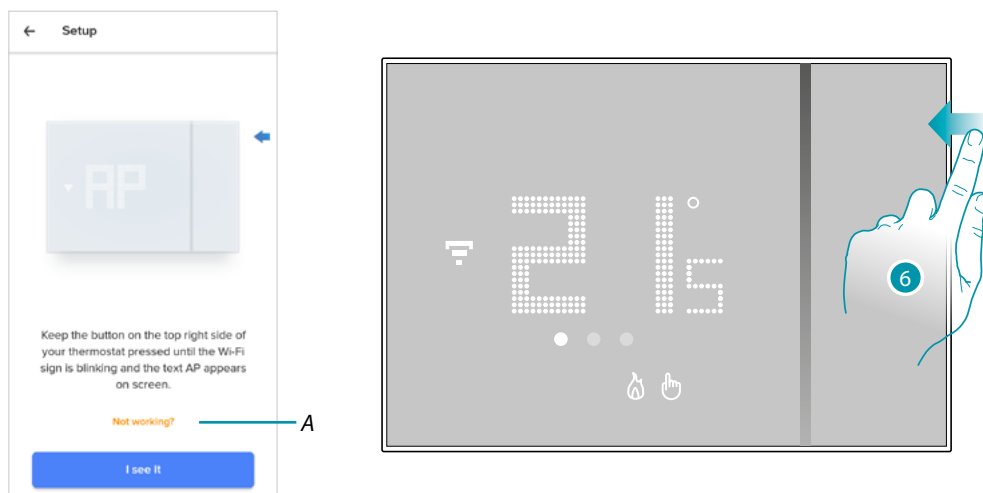 Setup
AP
Keep the button on the top right side of
your thermostat pressed until the Wi-Fi
sign is blinking and the text AP appears
on screen.
Not working?
A
I see It
21°5
6